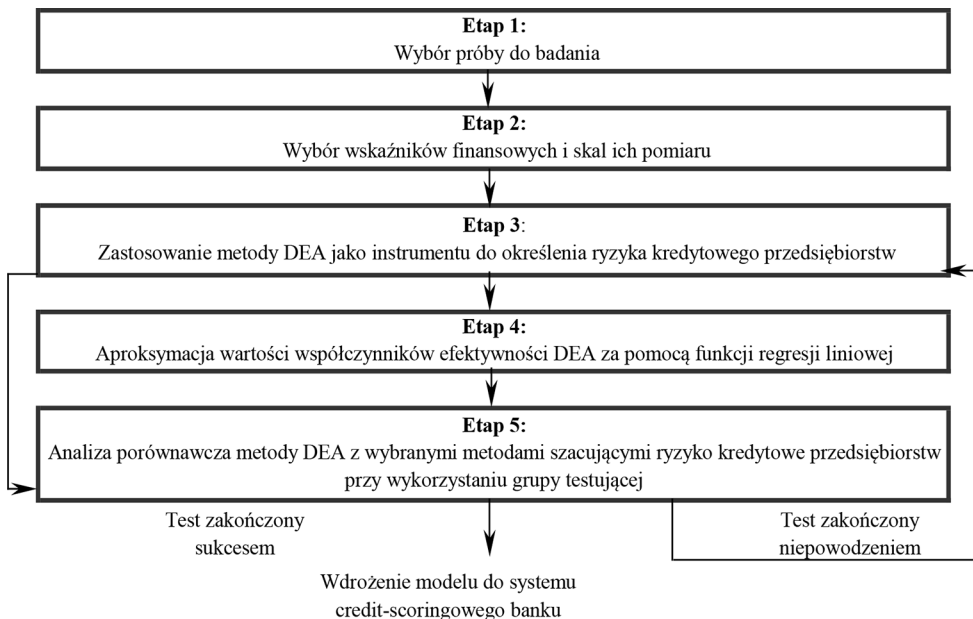 Etap 1:
Wybór próby do badania
Etap 2:
Wybór wskaźników finansowych i skal ich pomiaru
Etap 3:
Zastosowanie metody DEA jako instrumentu do określenia ryzyka kredytowego przedsiębiorstw
Etap 4:
Aproksymacja wartości współczynników efektywności DEA za pomocą funkcji regresji liniowej
Etap 5:
Analiza porównawcza metody DEA z wybranymi metodami szacującymi ryzyko kredytowe przedsiębiorstw
przy wykorzystaniu grupy testującej
Test zakończony
sukcesem
Test zakończony
niepowodzeniem
Wdrożenie modelu do systemu
credit-scoringowego banku